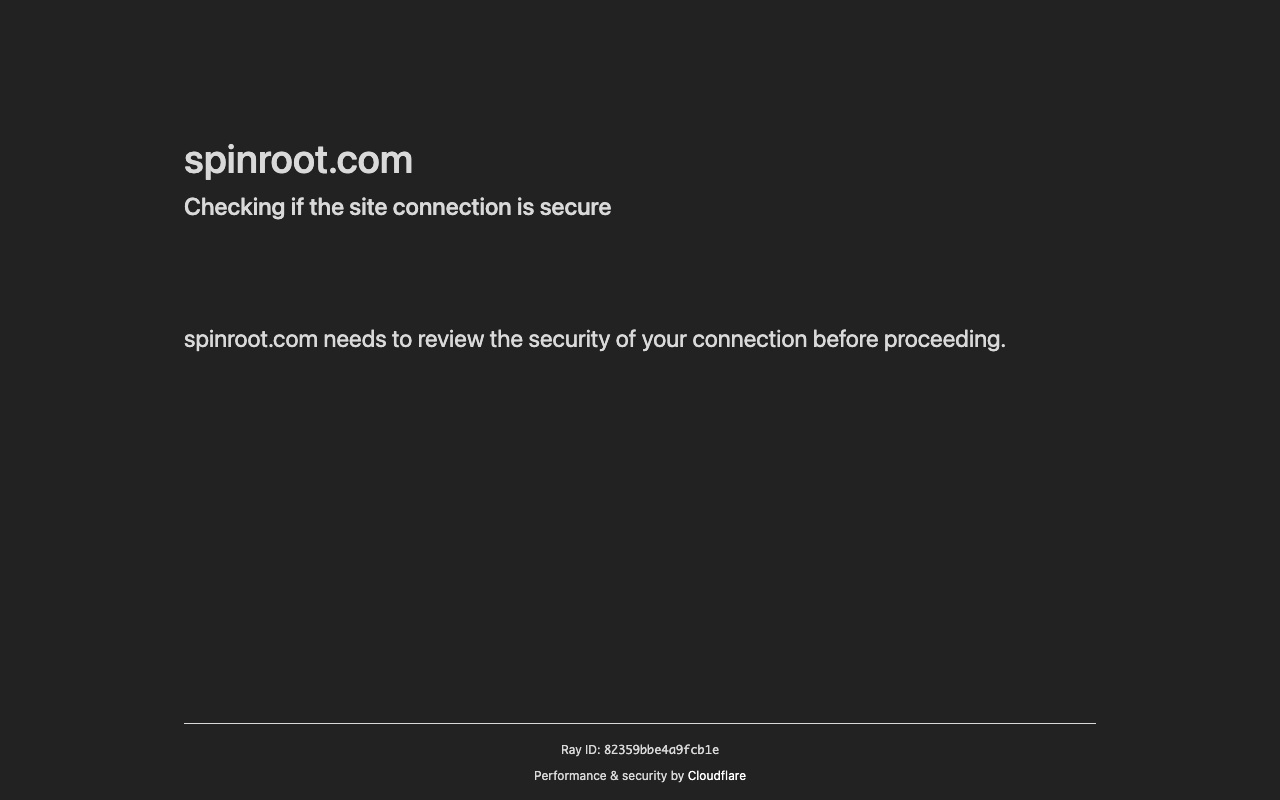 spinroot.com
Checking if the site connection is secure
spinroot.com needs to review the security of your connection before proceeding.
Ray ID: 82359bbe4a9fcb1e
Performance & security by Cloudflare